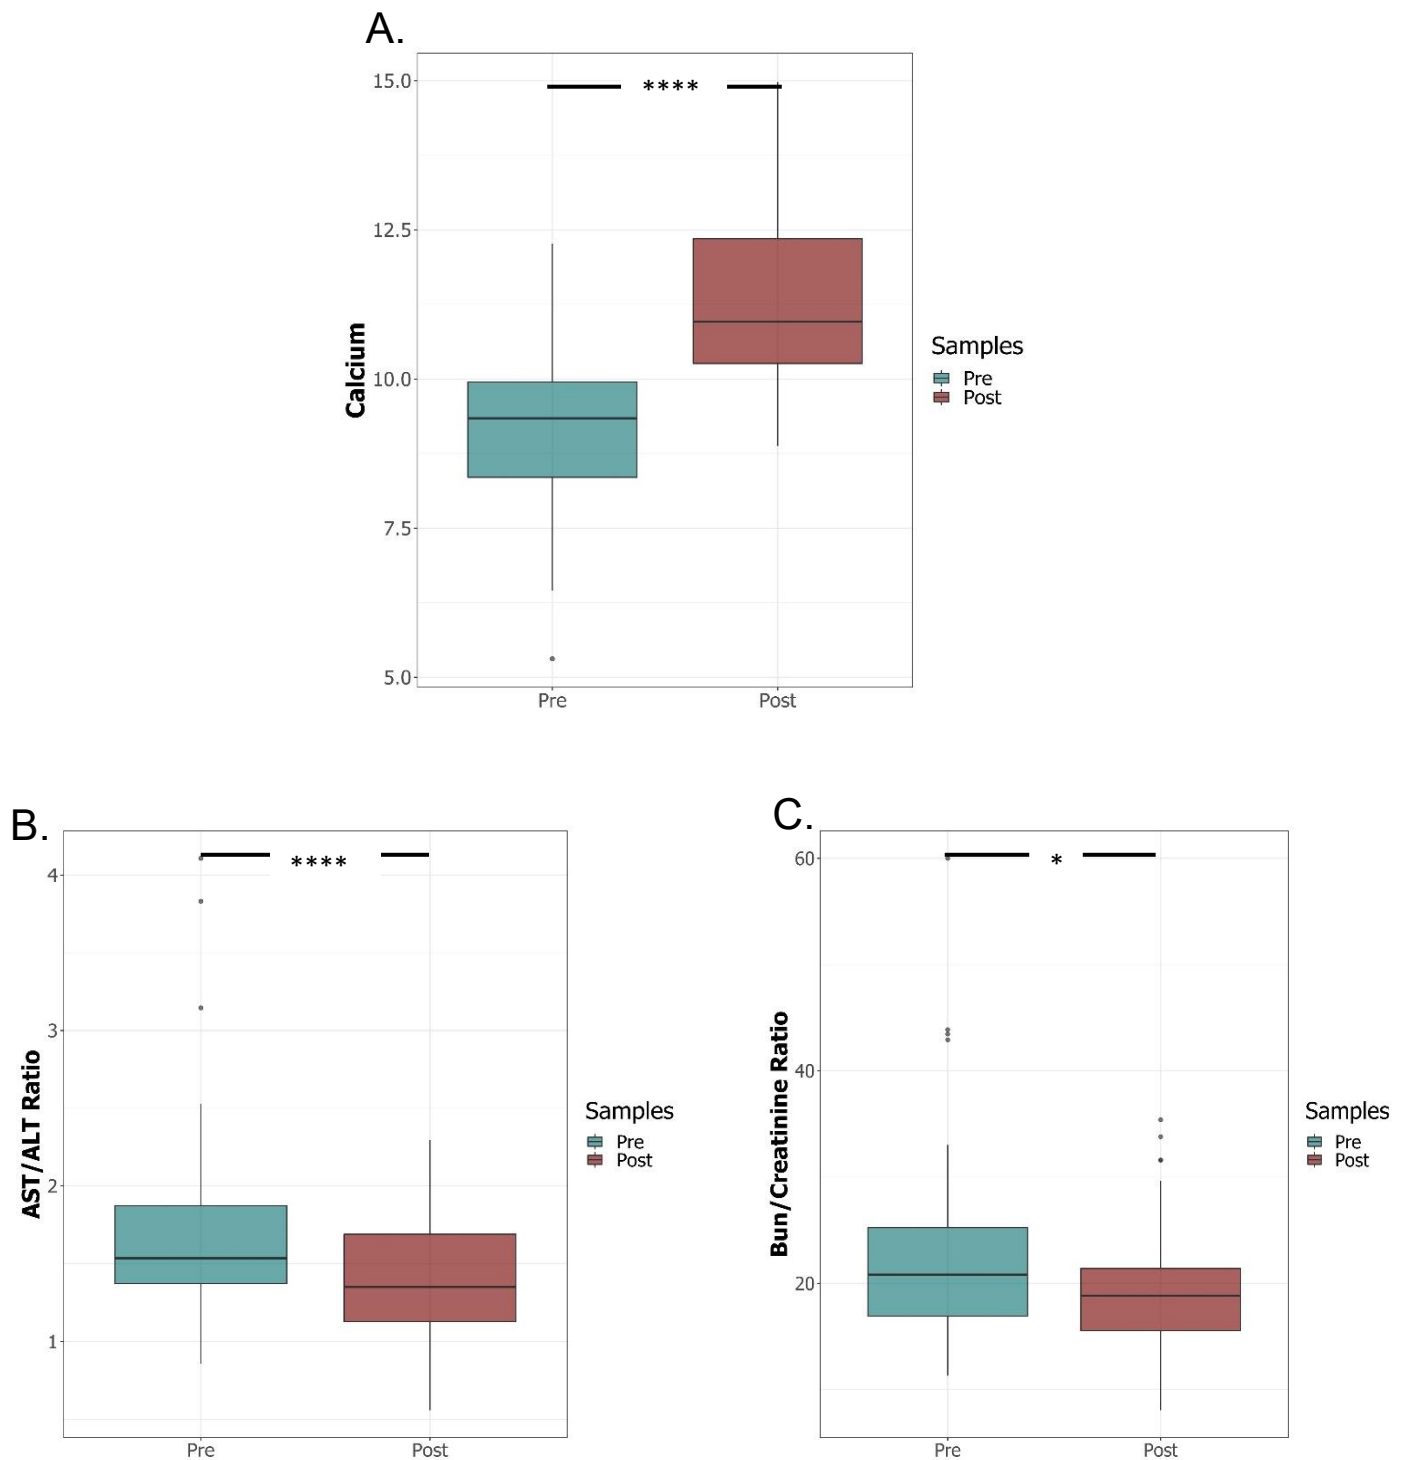 A.
****
15.0
12.5
10.0
7.5
5.0
Calcium
Pre
Post
Samples
Pre
Post
B.
****
4
3
2
1
AST/ALT Ratio
Pre
Post
Samples
Pre
Post
C.
*
60
40
20
Bun/Creatinine Ratio
Pre
Post
Samples
Pre
Post